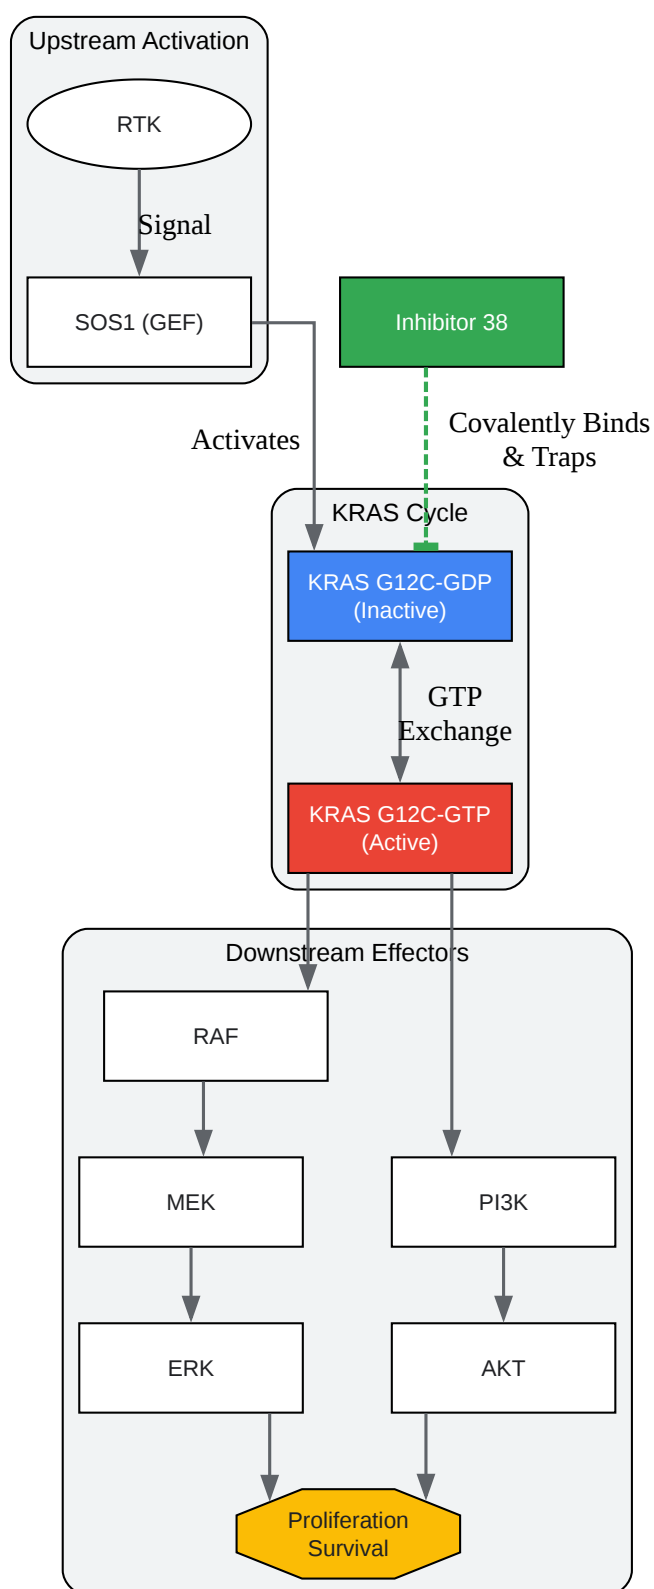 Upstream Activation
RTK
Signal
SOS1 (GEF)
Inhibitor 38
Activates
Covalently Binds
& Traps
KRAS Cycle
KRAS G12C-GDP
(Inactive)
GTP
Exchange
KRAS G12C-GTP
(Active)
Downstream Effectors
RAF
MEK
PI3K
ERK
AKT
Proliferation
Survival